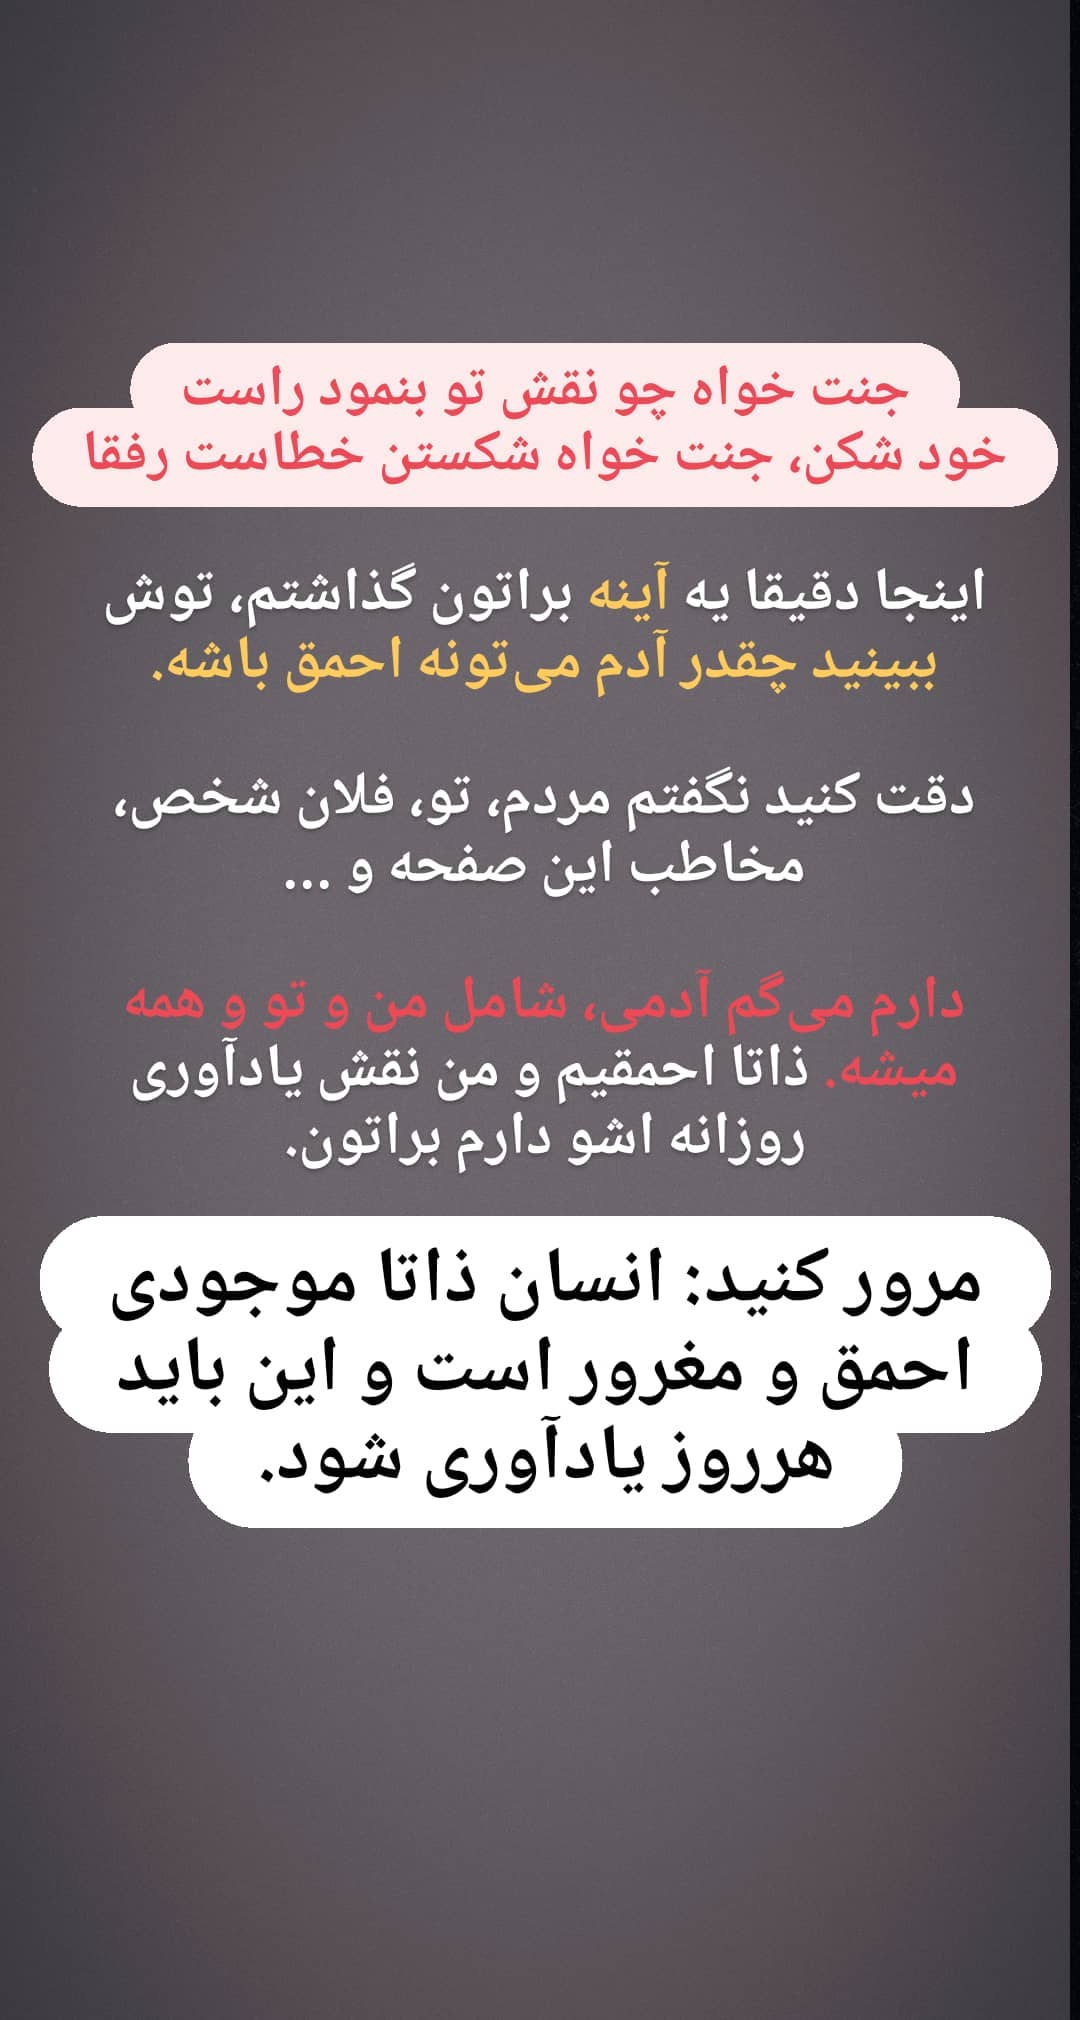 جنت خواه چو نقش تو بنمود راست
خود شکن، جنت خواه شکستن خطاست رفقا
اینجا دقیقا یه آینه براتون گذاشتم، توش
ببینید چقدر آدم می‌تونه احمق باشه.
دقت کنید نگفتم مردم، تو، فلان شخص،
مخاطب این صفحه و ...
دارم می‌گم آدمی، شامل من و تو و همه
میشه. ذاتا احمقیم و من نقش یادآوری
روزانه اشو دارم براتون.
مرور کنید: انسان ذاتا موجودی
احمق و مغرور است و این باید
هرروز یادآوری شود.